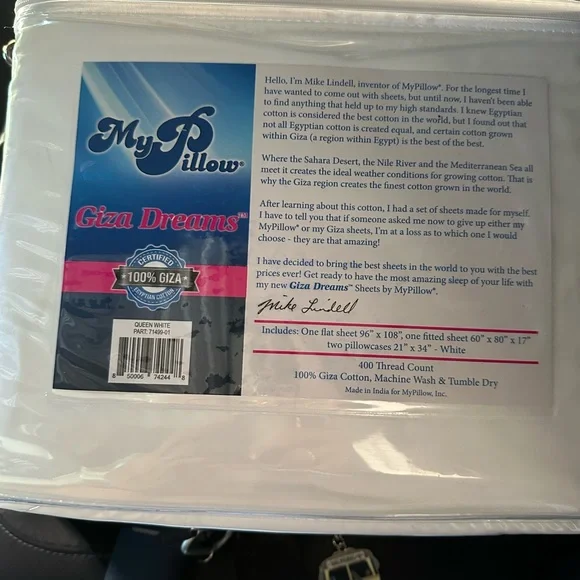 MyPillow®
Giza Dreams
CERTIFIED
100% GIZA
EGYPTIAN COTTON
QUEEN WHITE
PART: 71499-01
8 50006 74244 8
Hello, I'm Mike Lindell, inventor of MyPillow®. For the longest time I
have wanted to come out with sheets, but until now, I haven't been able
to find anything that held up to my high standards. I knew Egyptian
cotton is considered the best cotton in the world, but I found out that
not all Egyptian cotton is created equal, and certain cotton grown
within Giza (a region within Egypt) is the best of the best.
Where the Sahara Desert, the Nile River and the Mediterranean Sea all
meet it creates the ideal weather conditions for growing cotton. That is
why the Giza region creates the finest cotton grown in the world.
After learning about this cotton, I had a set of sheets made for myself.
I have to tell you that if someone asked me now to give up either my
MyPillow® or my Giza sheets, I'm at a loss as to which one I would
choose - they are that amazing!
I have decided to bring the best sheets in the world to you with the best
prices ever! Get ready to have the most amazing sleep of your life with
my new Giza Dreams™ Sheets by MyPillow®.
Mike Lindell
Includes: One flat sheet 96" x 108", one fitted sheet 60" x 80" x 17"
two pillowcases 21" x 34" - White
400 Thread Count
100% Giza Cotton, Machine Wash & Tumble Dry
Made in India for MyPillow, Inc.